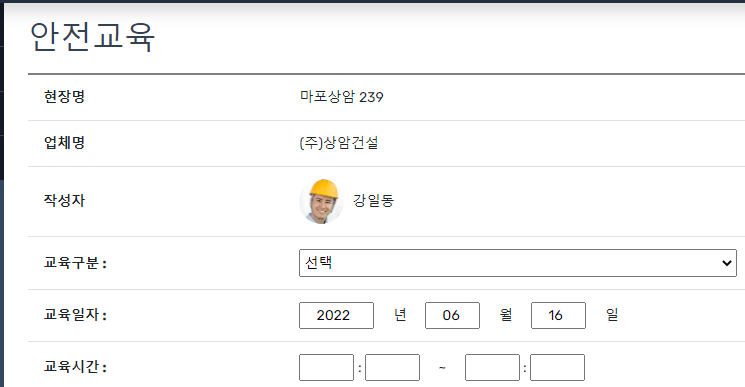 안전교육
현장명 마포상암 239
업체명 (주)상암건설
작성자 강일동
교육구분 : 선택
교육일자 : 2022 년 06 월 16 일
교육시간 : : ~ :